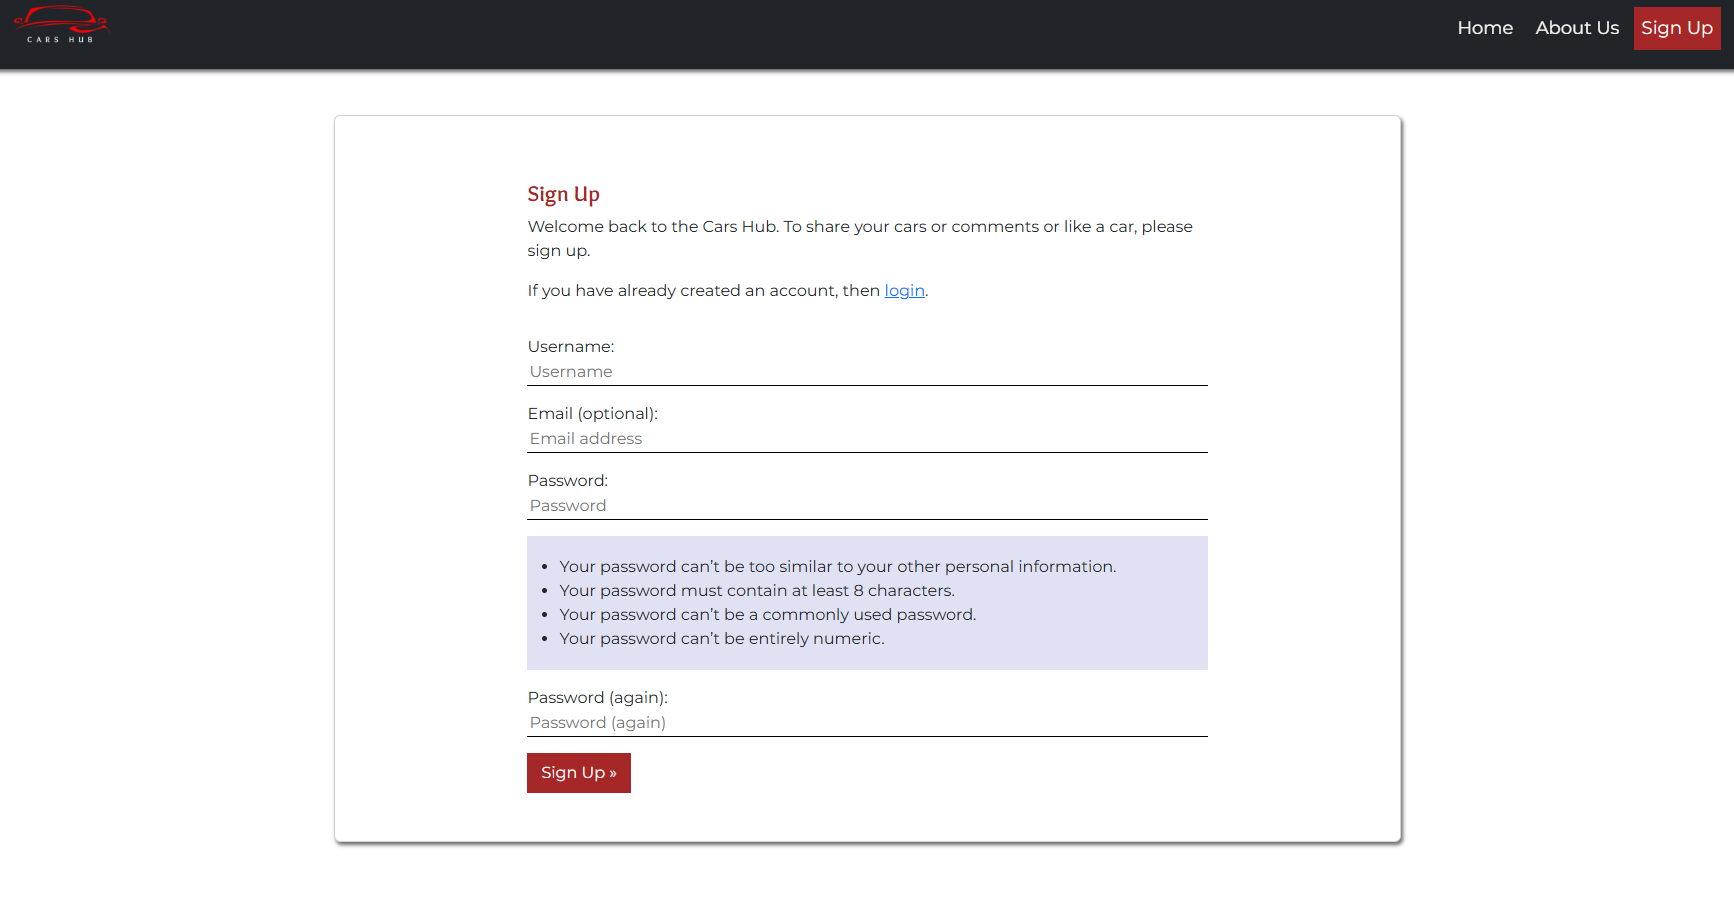 CARS HUB
Home About Us Sign Up
Sign Up
Welcome back to the Cars Hub. To share your cars or comments or like a car, please
sign up.
If you have already created an account, then login.
Username:
Username
Email (optional):
Email address
Password:
Password
• Your password can’t be too similar to your other personal information.
• Your password must contain at least 8 characters.
• Your password can’t be a commonly used password.
• Your password can’t be entirely numeric.
Password (again):
Password (again)
Sign Up »